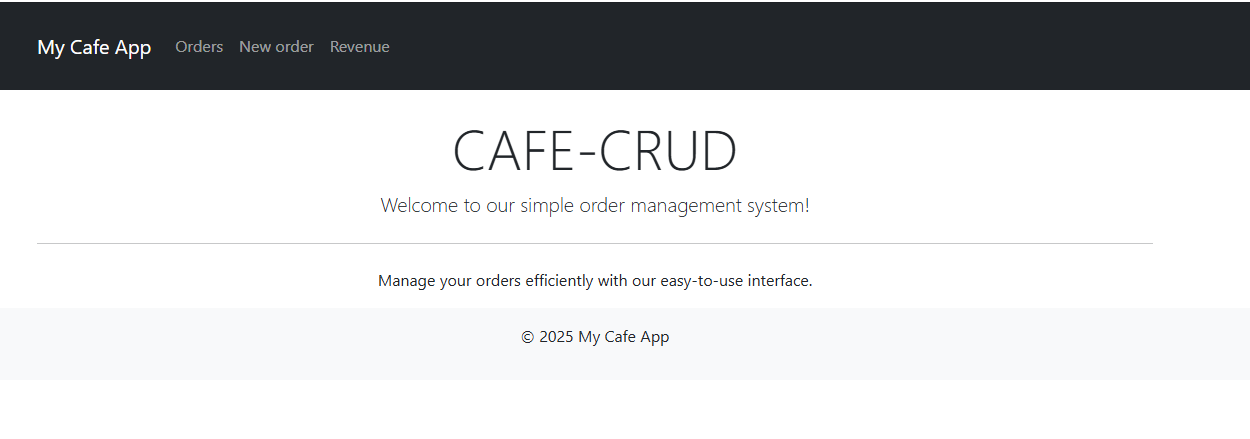 My Cafe App Orders New order Revenue
CAFE-CRUD
Welcome to our simple order management system!
Manage your orders efficiently with our easy-to-use interface.
© 2025 My Cafe App